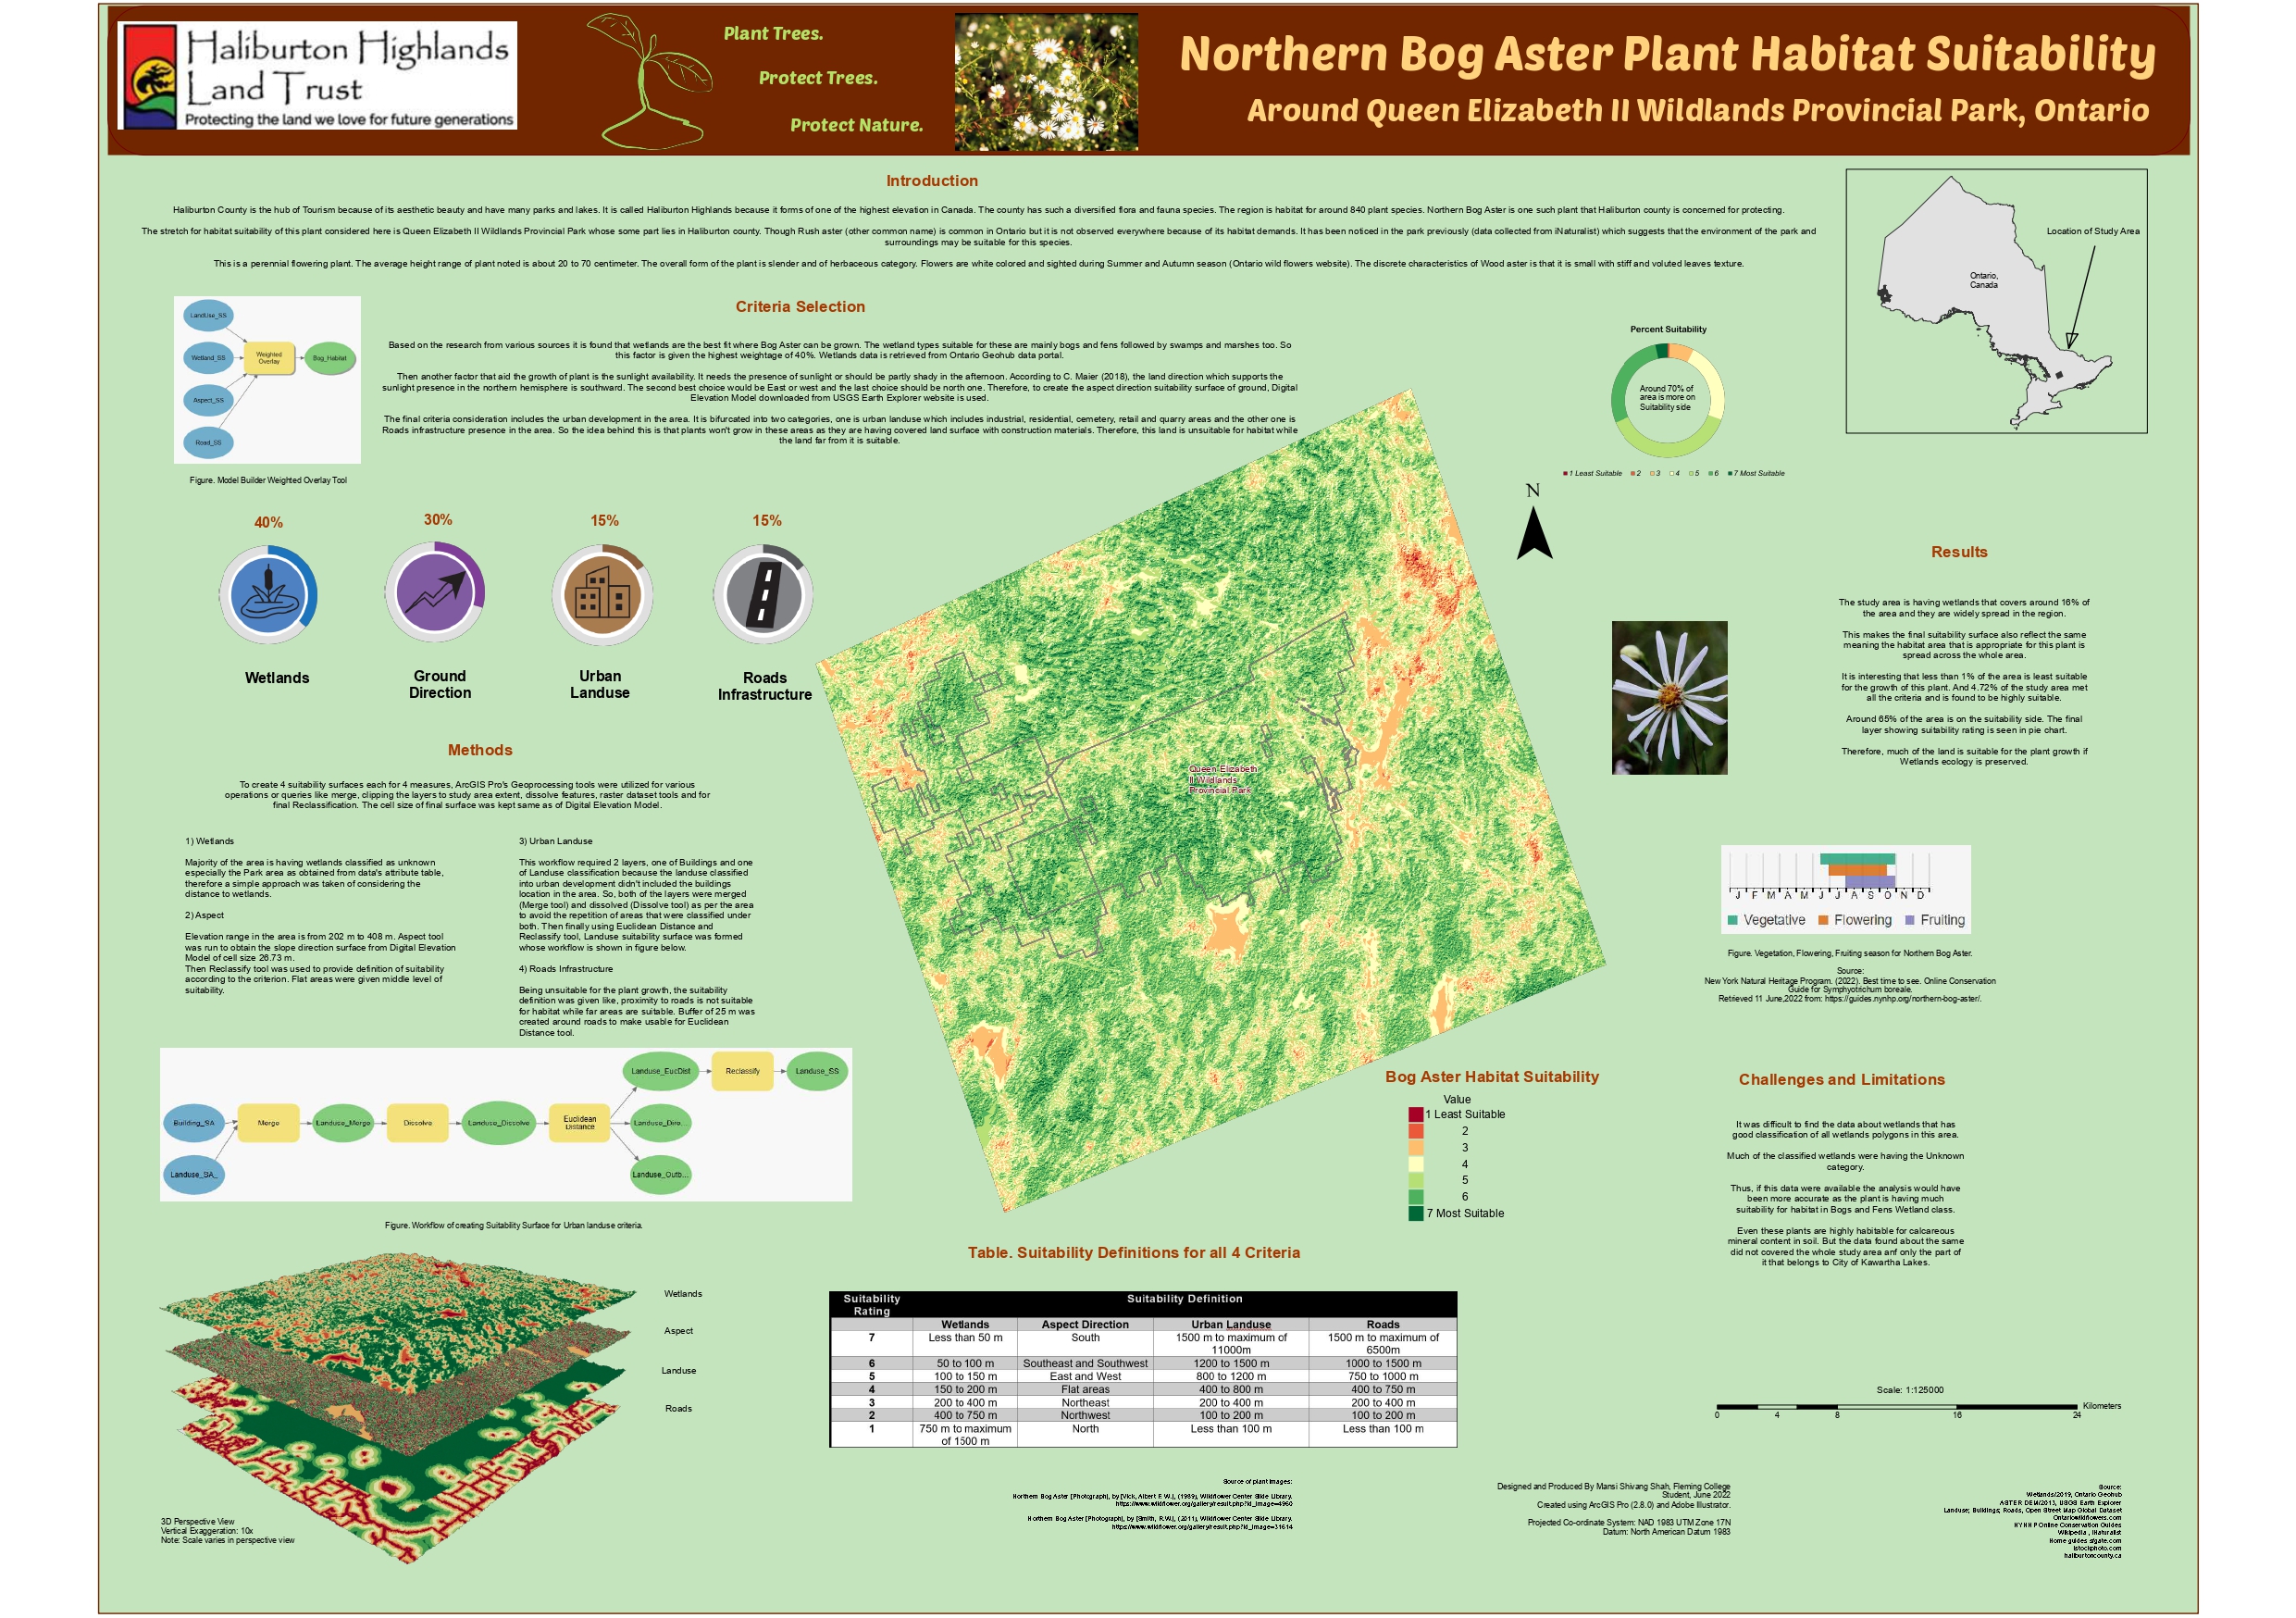 Haliburton Highlands
Land Trust
Protecting the land we love for future generations
Plant Trees.
Protect Trees.
Protect Nature.
Northern Bog Aster Plant Habitat Suitability
Around Queen Elizabeth II Wildlands Provincial Park, Ontario
Introduction
Haliburton County is the hub of Tourism because of its aesthetic beauty and have many parks and lakes. It is called Haliburton Highlands because it forms of one of the highest elevation in Canada. The county has such a diversified flora and fauna species. The region is habitat for around 840 plant species. Northern Bog Aster is one such plant that Haliburton county is concerned for protecting.
The stretch for habitat suitability of this plant considered here is Queen Elizabeth II Wildlands Provincial Park whose some part lies in Haliburton county. Though Rush aster (other common name) is common in Ontario but it is not observed everywhere because of its habitat demands. It has been noticed in the park previously (data collected from iNaturalist) which suggests that the environment of the park and
surroundings may be suitable for this species.
This is a perennial flowering plant. The average height range of plant noted is about 20 to 70 centimeter. The overall form of the plant is slender and of herbaceous category. Flowers are white colored and sighted during Summer and Autumn season (Ontario wild flowers website). The discrete characteristics of Wood aster is that it is small with stiff and voluted leaves texture.
Location of Study Area
Ontario,
Canada
LandUse_SS
Wetland_SS
Aspect_SS
Road_SS
Weighted
Overlay
Bog_Habitat
Figure. Model Builder Weighted Overlay Tool
Criteria Selection
Based on the research from various sources it is found that wetlands are the best fit where Bog Aster can be grown. The wetland types suitable for these are mainly bogs and fens followed by swamps and marshes too. So
this factor is given the highest weightage of 40%. Wetlands data is retrieved from Ontario Geohub data portal.
Then another factor that aid the growth of plant is the sunlight availability. It needs the presence of sunlight or should be partly shady in the afternoon. According to C. Maier (2018), the land direction which supports the
sunlight presence in the northern hemisphere is southward. The second best choice would be East or west and the last choice should be north one. Therefore, to create the aspect direction suitability surface of ground, Digital
Elevation Model downloaded from USGS Earth Explorer website is used.
The final criteria consideration includes the urban development in the area. It is bifurcated into two categories, one is urban landuse which includes industrial, residential, cemetery, retail and quarry areas and the other one is
Roads infrastructure presence in the area. So the idea behind this is that plants won't grow in these areas as they are having covered land surface with construction materials. Therefore, this land is unsuitable for habitat while
the land far from it is suitable.
Percent Suitability
Around 70% of
area is more on
Suitability side
1 Least Suitable 2 3 4 5 6 7 Most Suitable
N
40%
30%
15%
15%
Wetlands
Ground
Direction
Urban
Landuse
Roads
Infrastructure
Queen Elizabeth
II Wildlands
Provincial Park
Results
The study area is having wetlands that covers around 16% of
the area and they are widely spread in the region.
This makes the final suitability surface also reflect the same
meaning the habitat area that is appropriate for this plant is
spread across the whole area.
It is interesting that less than 1% of the area is least suitable
for the growth of this plant. And 4.72% of the study area met
all the criteria and is found to be highly suitable.
Around 65% of the area is on the suitability side. The final
layer showing suitability rating is seen in pie chart.
Therefore, much of the land is suitable for the plant growth if
Wetlands ecology is preserved.
Methods
To create 4 suitability surfaces each for 4 measures, ArcGIS Pro's Geoprocessing tools were utilized for various
operations or queries like merge, clipping the layers to study area extent, dissolve features, raster dataset tools and for
final Reclassification. The cell size of final surface was kept same as of Digital Elevation Model.
1) Wetlands
Majority of the area is having wetlands classified as unknown
especially the Park area as obtained from data's attribute table,
therefore a simple approach was taken of considering the
distance to wetlands.
2) Aspect
Elevation range in the area is from 202 m to 408 m. Aspect tool
was run to obtain the slope direction surface from Digital Elevation
Model of cell size 26.73 m.
Then Reclassify tool was used to provide definition of suitability
according to the criterion. Flat areas were given middle level of
suitability.
3) Urban Landuse
This workflow required 2 layers, one of Buildings and one
of Landuse classification because the landuse classified
into urban development didn't included the buildings
location in the area. So, both of the layers were merged
(Merge tool) and dissolved (Dissolve tool) as per the area
to avoid the repetition of areas that were classified under
both. Then finally using Euclidean Distance and
Reclassify tool, Landuse suitability surface was formed
whose workflow is shown in figure below.
4) Roads Infrastructure
Being unsuitable for the plant growth, the suitability
definition was given like, proximity to roads is not suitable
for habitat while far areas are suitable. Buffer of 25 m was
created around roads to make usable for Euclidean
Distance tool.
J F M A M J J A S O N D
Vegetative Flowering Fruiting
Figure. Vegetation, Flowering, Fruiting season for Northern Bog Aster.
Source:
New York Natural Heritage Program. (2022). Best time to see. Online Conservation
Guide for Symphyotrichum boreale.
Retrieved 11 June,2022 from: https://guides.nynhp.org/northern-bog-aster/.
Building_SA
Landuse_SA_
Merge
Landuse_Merge
Dissolve
Landuse_Dissolve
Euclidean
Distance
Landuse_EucDist
Landuse_Dire...
Landuse_Outb...
Reclassify
Landuse_SS
Figure. Workflow of creating Suitability Surface for Urban landuse criteria.
Bog Aster Habitat Suitability
Value
1 Least Suitable
2
3
4
5
6
7 Most Suitable
Challenges and Limitations
It was difficult to find the data about wetlands that has
good classification of all wetlands polygons in this area.
Much of the classified wetlands were having the Unknown
category.
Thus, if this data were available the analysis would have
been more accurate as the plant is having much
suitability for habitat in Bogs and Fens Wetland class.
Even these plants are highly habitable for calcareous
mineral content in soil. But the data found about the same
did not covered the whole study area anf only the part of
it that belongs to City of Kawartha Lakes.
Wetlands
Aspect
Landuse
Roads
3D Perspective View
Vertical Exaggeration: 10x
Note: Scale varies in perspective view
Table. Suitability Definitions for all 4 Criteria
Suitability Rating Suitability Definition
Wetlands Aspect Direction Urban Landuse Roads
7 Less than 50 m South 1500 m to maximum of 11000m 1500 m to maximum of 6500m
6 50 to 100 m Southeast and Southwest 1200 to 1500 m 1000 to 1500 m
5 100 to 150 m East and West 800 to 1200 m 750 to 1000 m
4 150 to 200 m Flat areas 400 to 800 m 400 to 750 m
3 200 to 400 m Northeast 200 to 400 m 200 to 400 m
2 400 to 750 m Northwest 100 to 200 m 100 to 200 m
1 750 m to maximum of 1500 m North Less than 100 m Less than 100 m
Scale: 1:125000
0 4 8 16 24 Kilometers
Source of plant images:
Northern Bog Aster [Photograph], by [Vick, Albert F. W.], (1989), Wildflower Center Slide Library.
https://www.wildflower.org/gallery/result.php?id_image=4960
Northern Bog Aster [Photograph], by [Smith, R.W.], (2011), Wildflower Center Slide Library.
https://www.wildflower.org/gallery/result.php?id_image=31614
Designed and Produced By Mansi Shivang Shah, Fleming College
Student, June 2022
Created using ArcGIS Pro (2.8.0) and Adobe Illustrator.
Projected Co-ordinate System: NAD 1983 UTM Zone 17N
Datum: North American Datum 1983
Source:
Wetlands/2019, Ontario Geohub
ASTER DEM/2013, USGS Earth Explorer
Landuse; Buildings; Roads, Open Street Map Global Dataset
Ontariowildflowers.com
NYNHP Online Conservation Guides
Wikipedia, iNaturalist
Home guides sfgate.com
istockphoto.com
haliburtoncounty.ca